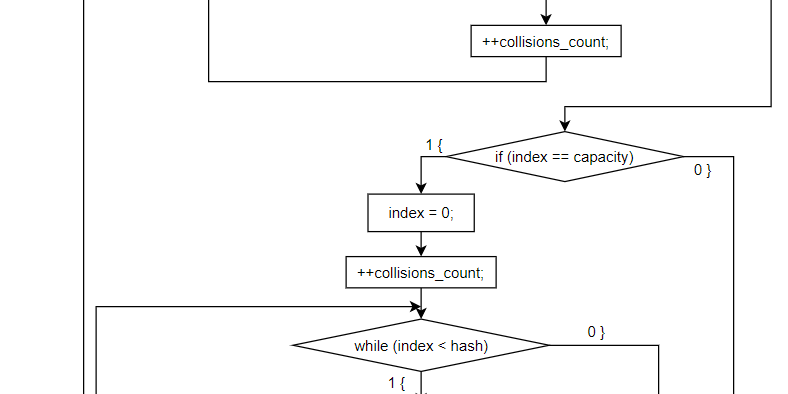 ++collisions_count;
1 {
if (index == capacity)
0 }
index = 0;
++collisions_count;
0 }
while (index < hash)
1 {